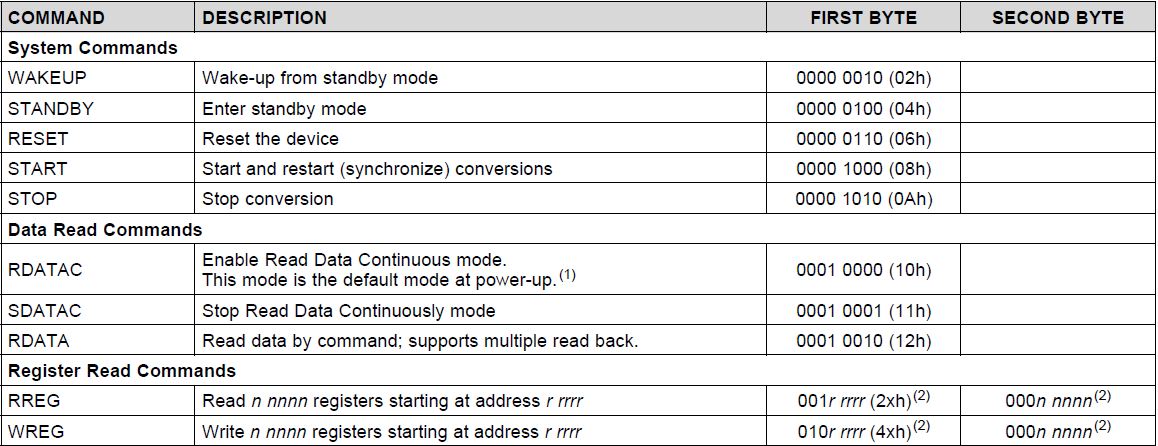 COMMAND DESCRIPTION FIRST BYTE SECOND BYTE
System Commands
WAKEUP Wake-up from standby mode 0000 0010 (02h)
STANDBY Enter standby mode 0000 0100 (04h)
RESET Reset the device 0000 0110 (06h)
START Start and restart (synchronize) conversions 0000 1000 (08h)
STOP Stop conversion 0000 1010 (0Ah)
Data Read Commands
RDATAC Enable Read Data Continuous mode.
This mode is the default mode at power-up.(1) 0001 0000 (10h)
SDATAC Stop Read Data Continuously mode 0001 0001 (11h)
RDATA Read data by command; supports multiple read back. 0001 0010 (12h)
Register Read Commands
RREG Read n nnnn registers starting at address r rrrr 001r rrrr (2xh)(2) 000n nnnn(2)
WREG Write n nnnn registers starting at address r rrrr 010r rrrr (4xh)(2) 000n nnnn(2)